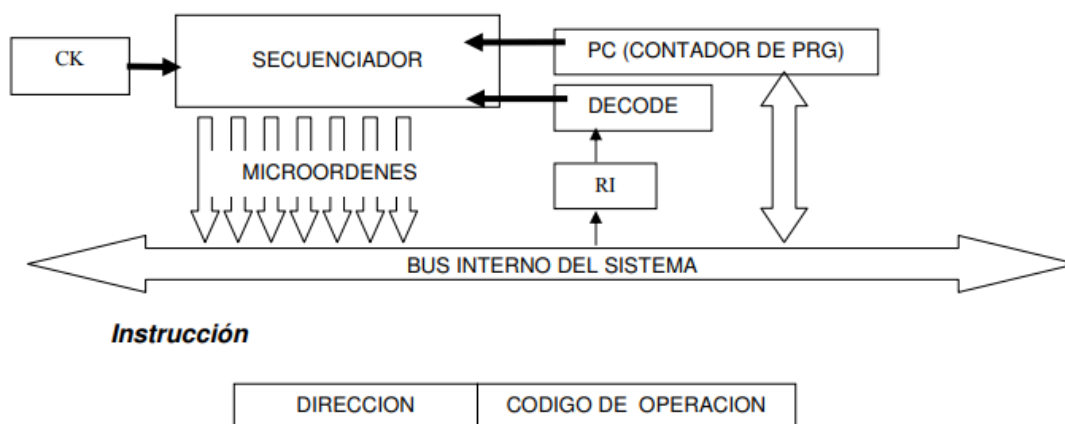 CK
SECUENCIADOR
PC (CONTADOR DE PRG)
DECODE
MICROORDENES
RI
BUS INTERNO DEL SISTEMA
Instrucción
DIRECCION
CODIGO DE OPERACION